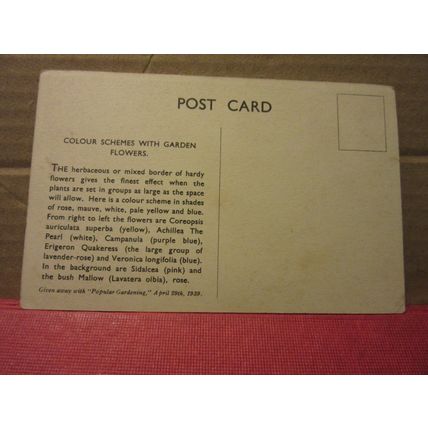 POST CARD
COLOUR SCHEMES WITH GARDEN
FLOWERS.
THE herbaceous or mixed border of hardy
flowers gives the finest effect when the
plants are set in groups as large as the space
will allow. Here is a colour scheme in shades
of rose, mauve, white, pale yellow and blue.
From right to left the flowers are Coreopsis
auriculata superba (yellow), Achillea The
Pearl (white), Campanula (purple blue),
Erigeron Quakeress (the large group of
lavender-rose) and Veronica longifolia (blue).
In the background are Sidalcea (pink) and
the bush Mallow (Lavatera olbia), rose.
Given away with "Popular Gardening," April 29th, 1939.